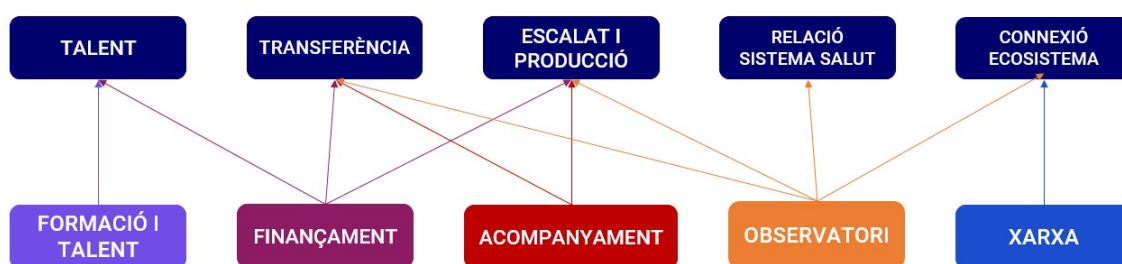 TALENT
TRANSFERÈNCIA
ESCALAT I
PRODUCCIÓ
RELACIÓ
SISTEMA SALUT
CONNEXIÓ
ECOSISTEMA
FORMACIÓ I
TALENT
FINANÇAMENT
ACOMPANYAMENT
OBSERVATORI
XARXA